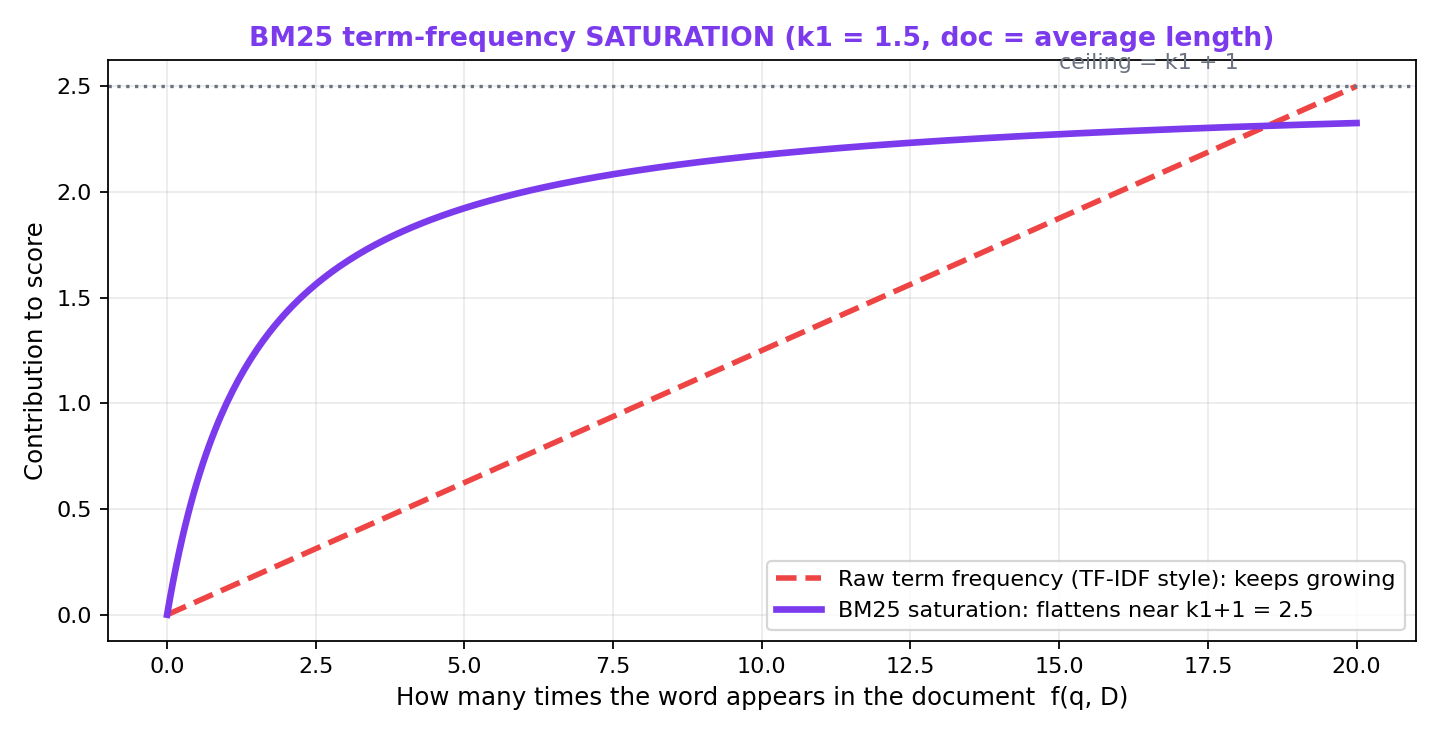 BM25 term-frequency SATURATION (k1 = 1.5, doc = average length)
ceiling = k1 + 1
2.5
2.0
1.5
1.0
0.5
0.0
Contribution to score
Raw term frequency (TF-IDF style): keeps growing
BM25 saturation: flattens near k1+1 = 2.5
0.0 2.5 5.0 7.5 10.0 12.5 15.0 17.5 20.0
How many times the word appears in the document f(q, D)